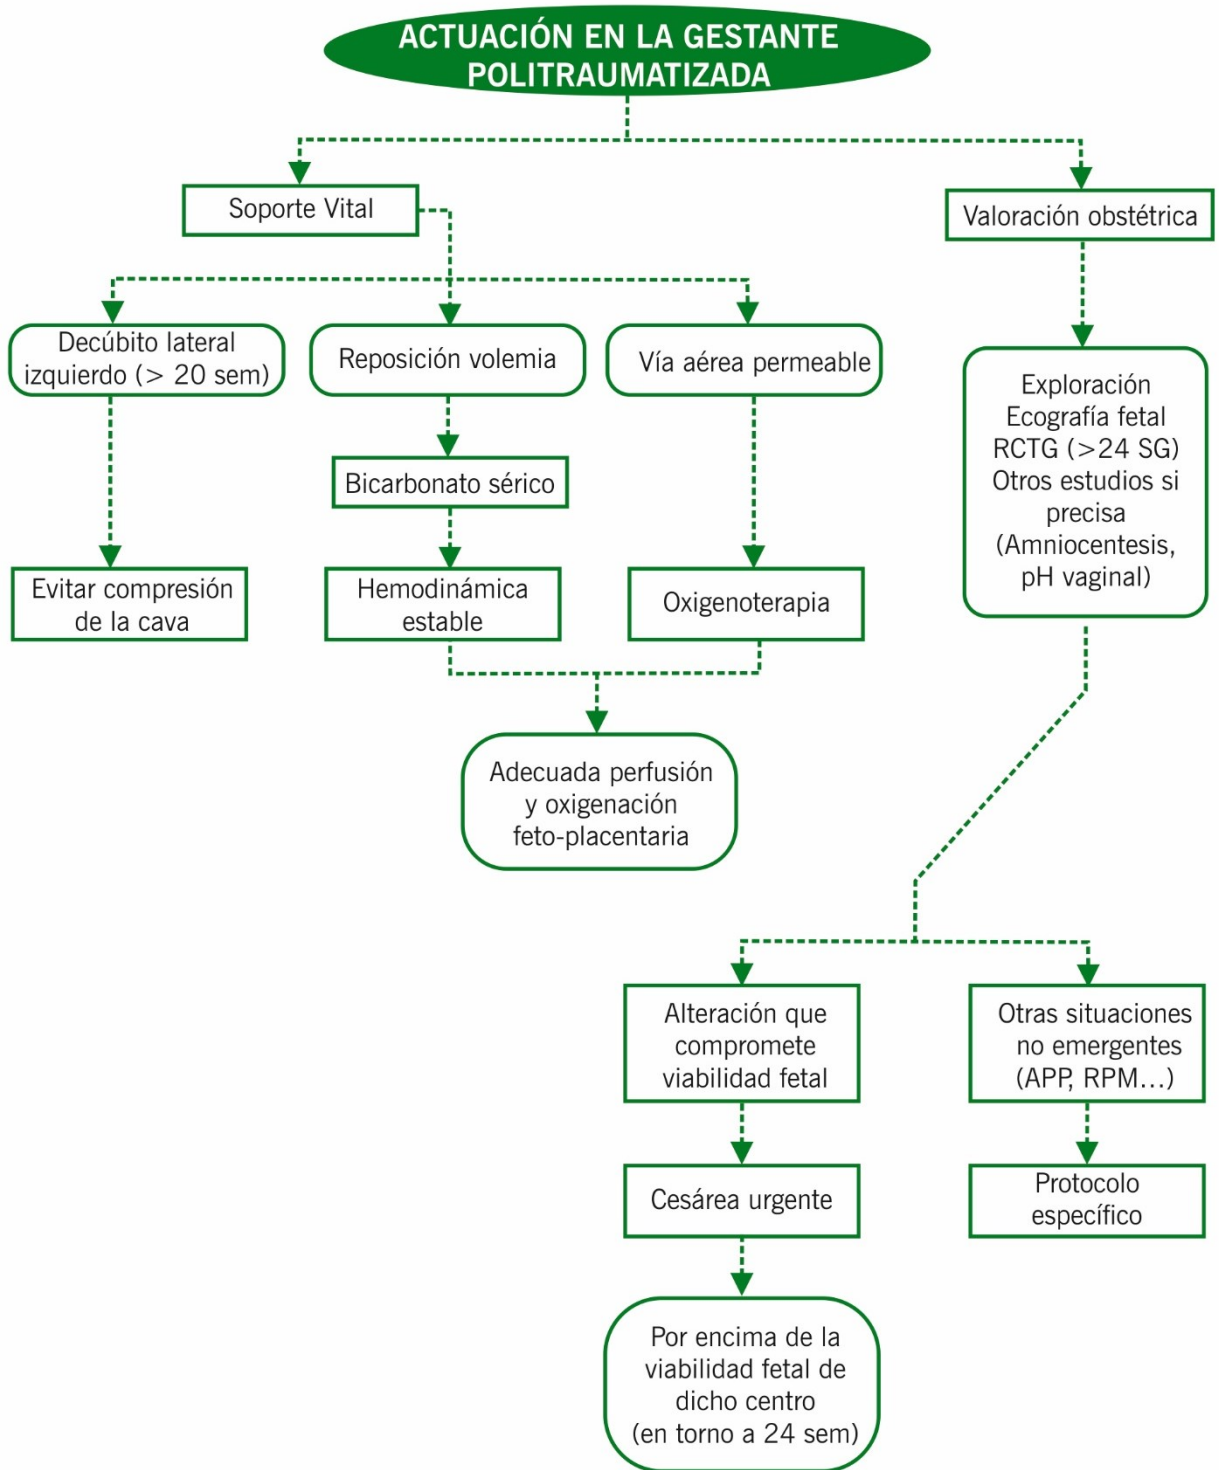 ACTUACIÓN EN LA GESTANTE
POLITRAUMATIZADA
Soporte Vital
Valoración obstétrica
Decúbito lateral
izquierdo (> 20 sem)
Reposición volemia
Vía aérea permeable
Exploración
Ecografía fetal
RCTG (>24 SG)
Otros estudios si
precisa
(Amniocentesis,
pH vaginal)
Bicarbonato sérico
Evitar compresión
de la cava
Hemodinámica
estable
Oxigenoterapia
Adecuada perfusión
y oxigenación
feto-placentaria
Alteración que
compromete
viabilidad fetal
Otras situaciones
no emergentes
(APP, RPM...)
Cesárea urgente
Protocolo
específico
Por encima de la
viabilidad fetal de
dicho centro
(en torno a 24 sem)